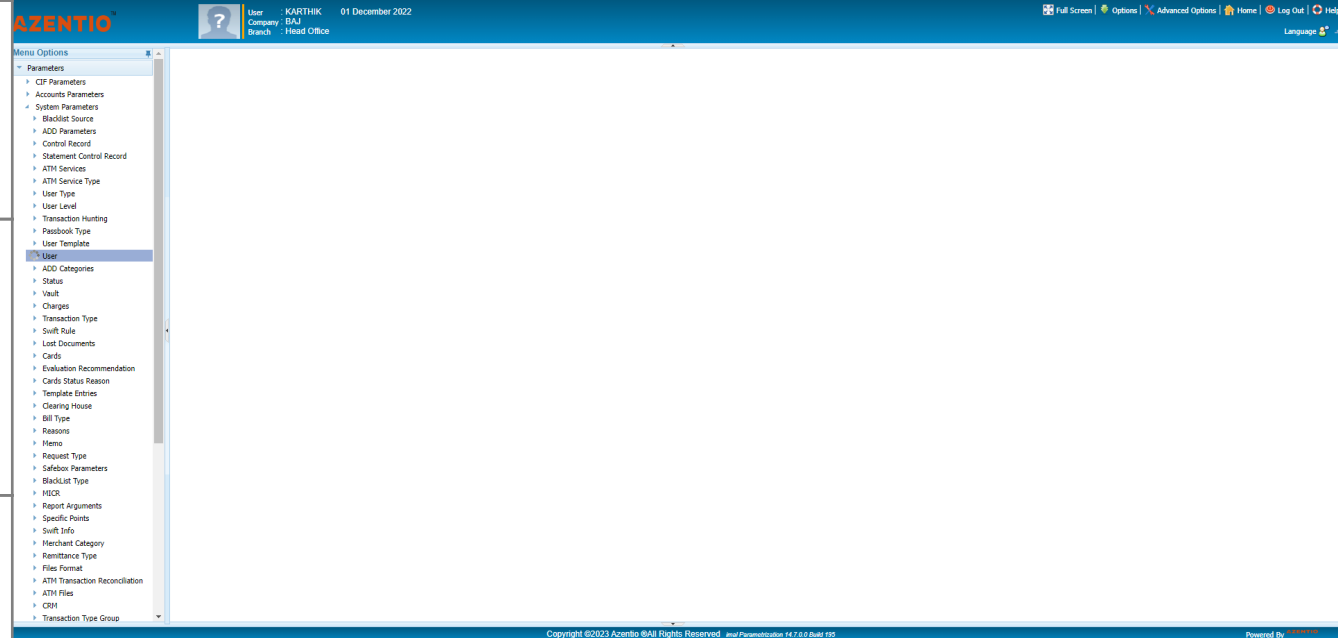 AZENTIO™
User : KARTHIK 01 December 2022
Company : BAJ
Branch : Head Office
Full Screen | Options | Advanced Options | Home | Log Out | Help
Language
Menu Options
Parameters
CIF Parameters
Accounts Parameters
System Parameters
Blacklist Source
ADD Parameters
Control Record
Statement Control Record
ATM Services
ATM Service Type
User Type
User Level
Transaction Hunting
Passbook Type
User Template
User
ADD Categories
Status
Vault
Charges
Transaction Type
Swift Rule
Lost Documents
Cards
Evaluation Recommendation
Cards Status Reason
Template Entries
Clearing House
Bill Type
Reasons
Memo
Request Type
Safebox Parameters
BlackList Type
MICR
Report Arguments
Specific Points
Swift Info
Merchant Category
Remittance Type
Files Format
ATM Transaction Reconciliation
ATM Files
CRM
Transaction Type Group
Copyright ©2023 Azentio ®All Rights Reserved imal Parametrization 14.7.0.0 Build 195
Powered By AZENTIO